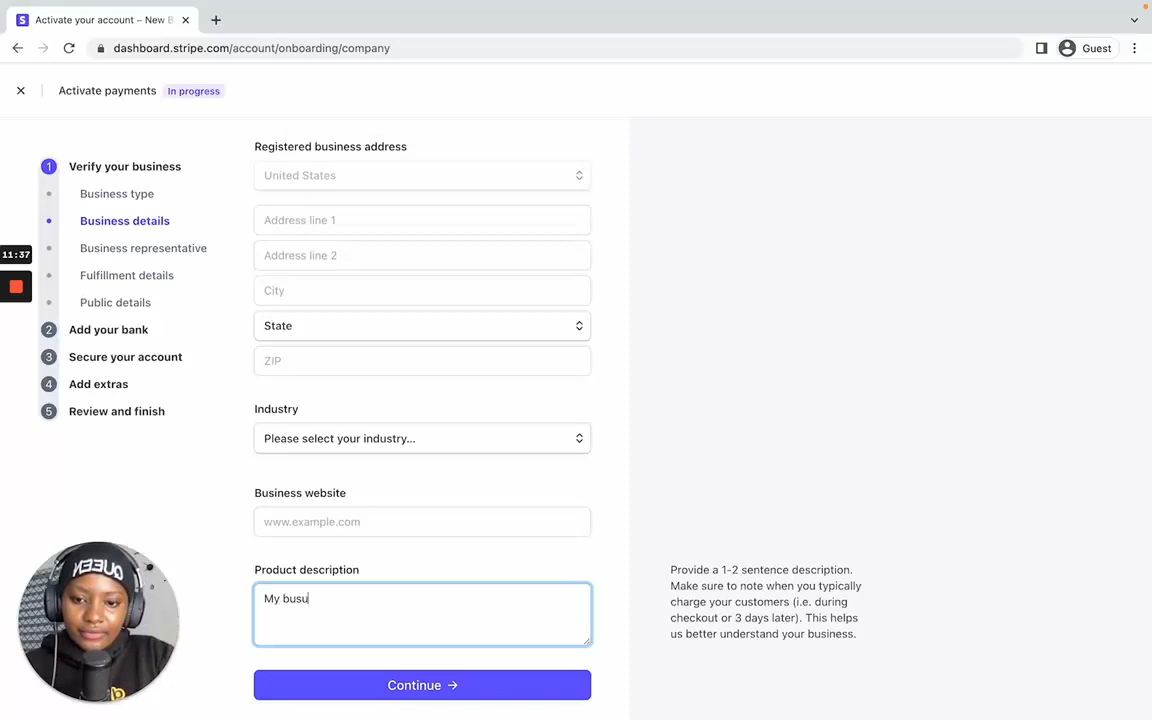 Activate your account – New B
dashboard.stripe.com/account/onboarding/company
Guest
Activate payments
In progress
1 Verify your business
Business type
Business details
Business representative
Fulfillment details
Public details
2 Add your bank
3 Secure your account
4 Add extras
5 Review and finish
11:37
Registered business address
United States
Address line 1
Address line 2
City
State
ZIP
Industry
Please select your industry...
Business website
www.example.com
Product description
My busu
Continue →
Provide a 1-2 sentence description.
Make sure to note when you typically
charge your customers (i.e. during
checkout or 3 days later). This helps
us better understand your business.
QUEEN